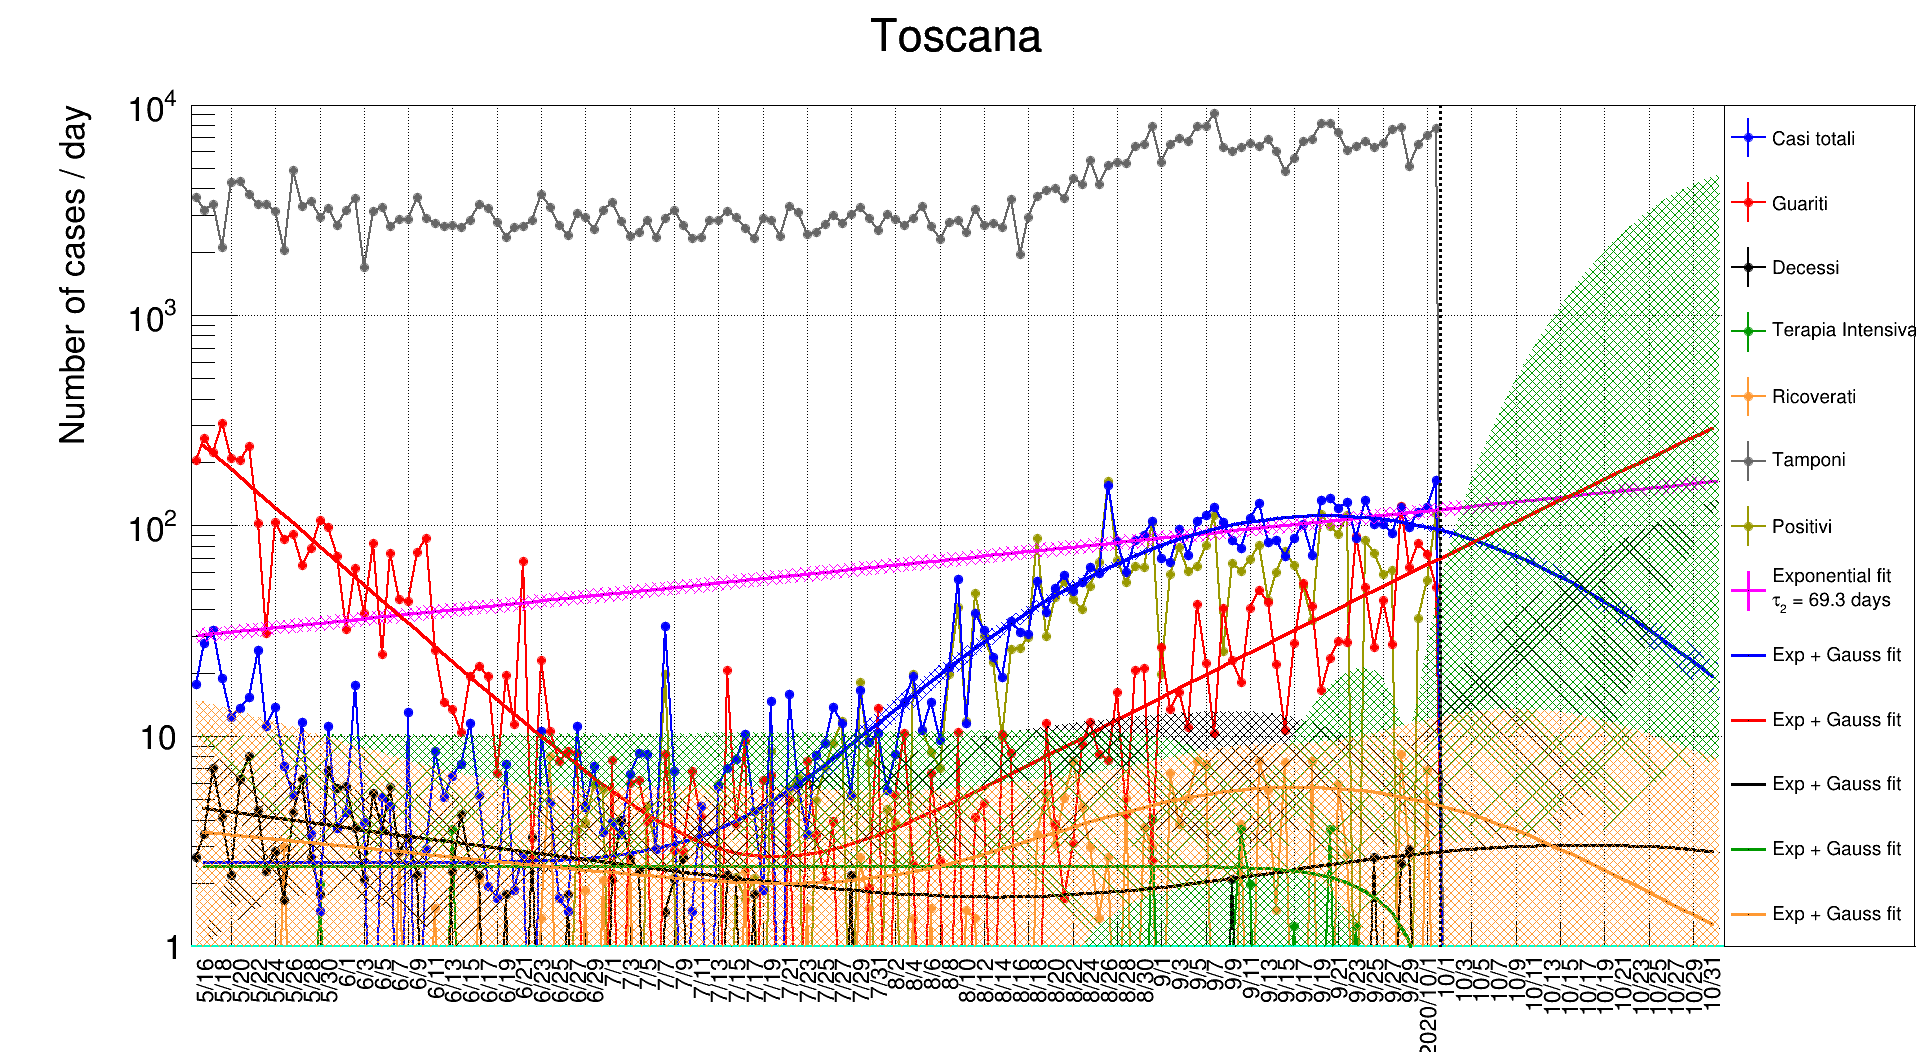 Toscana
Number of cases / day
10^4
10^3
10^2
10
1
5/16 5/18 5/20 5/22 5/24 5/26 5/28 5/30 6/1 6/3 6/5 6/7 6/9 6/11 6/13 6/15 6/17 6/19 6/21 6/23 6/25 6/27 6/29 7/1 7/3 7/5 7/7 7/9 7/11 7/13 7/15 7/17 7/19 7/21 7/23 7/25 7/27 7/29 7/31 8/2 8/4 8/6 8/8 8/10 8/12 8/14 8/16 8/18 8/20 8/22 8/24 8/26 8/28 8/30 9/1 9/3 9/5 9/7 9/9 9/11 9/13 9/15 9/17 9/19 9/21 9/23 9/25 9/27 9/29 2020/10/1 10/1 10/3 10/5 10/7 10/9 10/11 10/13 10/15 10/17 10/19 10/21 10/23 10/25 10/27 10/29 10/31
Casi totali
Guariti
Decessi
Terapia Intensiva
Ricoverati
Tamponi
Positivi
Exponential fit
τ₂ = 69.3 days
Exp + Gauss fit
Exp + Gauss fit
Exp + Gauss fit
Exp + Gauss fit
Exp + Gauss fit